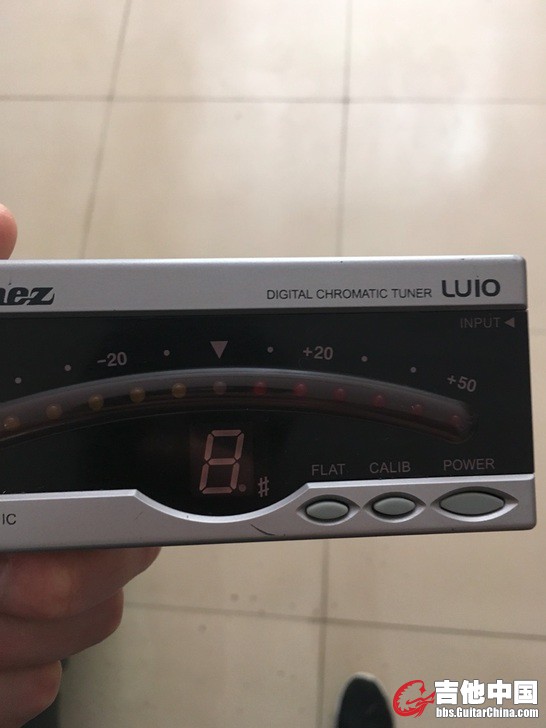 nez
DIGITAL CHROMATIC TUNER LU10
INPUT ◀
-20 +20 +50
8.♯
FLAT CALIB POWER
IC
吉他中国
bbs.GuitarChina.com